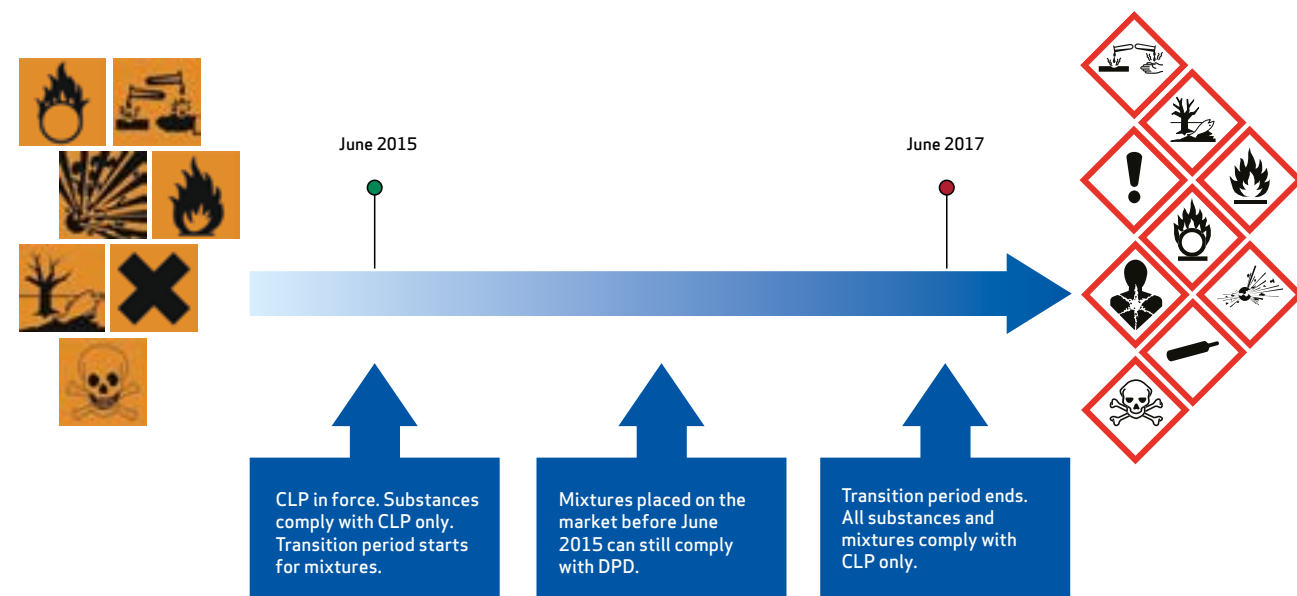 June 2015
June 2017
CLP in force. Substances
comply with CLP only.
Transition period starts
for mixtures.
Mixtures placed on the
market before June
2015 can still comply
with DPD.
Transition period ends.
All substances and
mixtures comply with
CLP only.